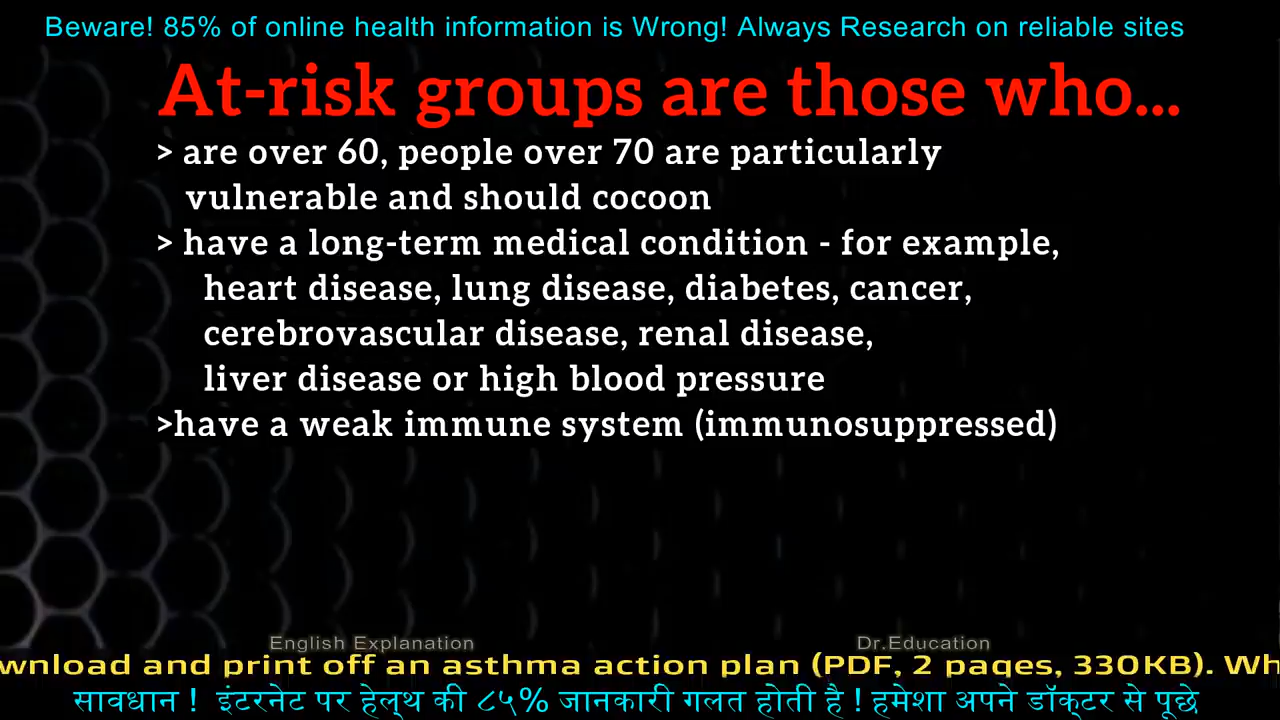 Beware! 85% of online health information is Wrong! Always Research on reliable sites
At-risk groups are those who...
> are over 60, people over 70 are particularly
vulnerable and should cocoon
> have a long-term medical condition - for example,
heart disease, lung disease, diabetes, cancer,
cerebrovascular disease, renal disease,
liver disease or high blood pressure
>have a weak immune system (immunosuppressed)
English Explanation
Dr.Education
wnload and print off an asthma action plan (PDF, 2 pages, 330KB). Wh
सावधान ! इंटरनेट पर हेल्थ की ८५% जानकारी गलत होती है ! हमेशा अपने डॉक्टर से पूछे